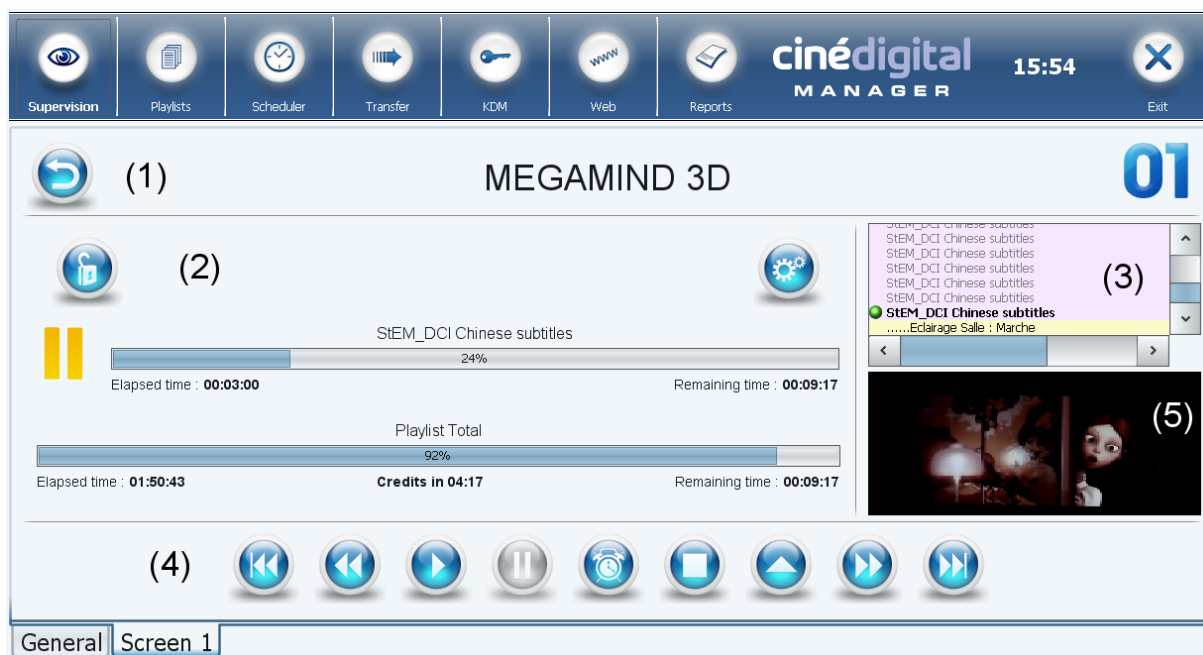 Supervision
Playlists
Scheduler
Transfer
KDM
www
Web
Reports
cinédigital
MANAGER
15:54
Exit
(1)
MEGAMIND 3D
01
(2)
StEM_DCI Chinese subtitles
24%
Elapsed time : 00:03:00
Remaining time : 00:09:17
Playlist Total
92%
Elapsed time : 01:50:43
Credits in 04:17
Remaining time : 00:09:17
StEM_DCI Chinese subtitles
StEM_DCI Chinese subtitles
StEM_DCI Chinese subtitles
StEM_DCI Chinese subtitles
StEM_DCI Chinese subtitles
StEM_DCI Chinese subtitles
StEM_DCI Chinese subtitles
......Eclairage Salle : Marche
(3)
(5)
(4)
General
Screen 1